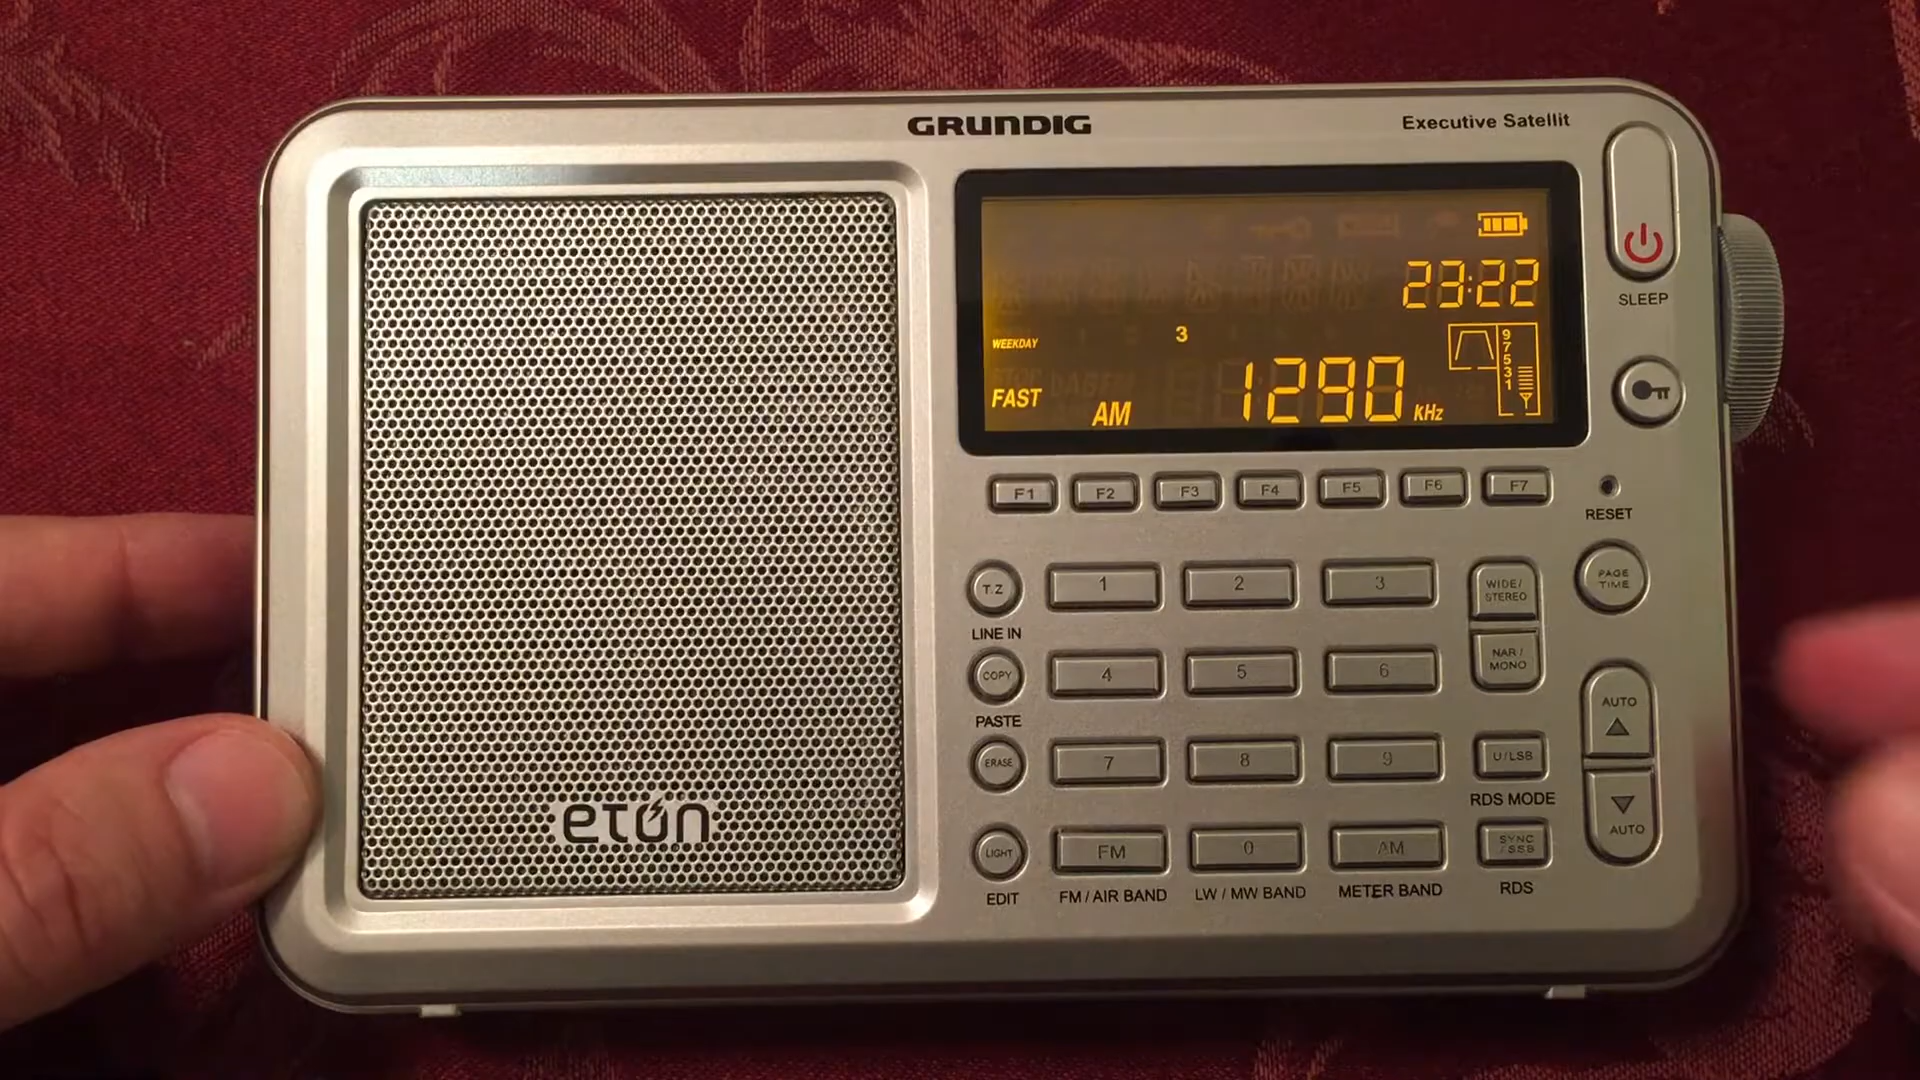 GRUNDIG
Executive Satellit
23:22
WEEKDAY
3
9
7
5
3
1
FAST
AM
1290 KHz
SLEEP
F1 F2 F3 F4 F5 F6 F7
RESET
T.Z 1 2 3 WIDE/ STEREO PAGE TIME
LINE IN
COPY 4 5 6 NAR/ MONO
PASTE
AUTO
ERASE 7 8 9 U/LSB
RDS MODE
AUTO
etón
LIGHT FM 0 AM SYNC /SSB
EDIT FM / AIR BAND LW / MW BAND METER BAND RDS